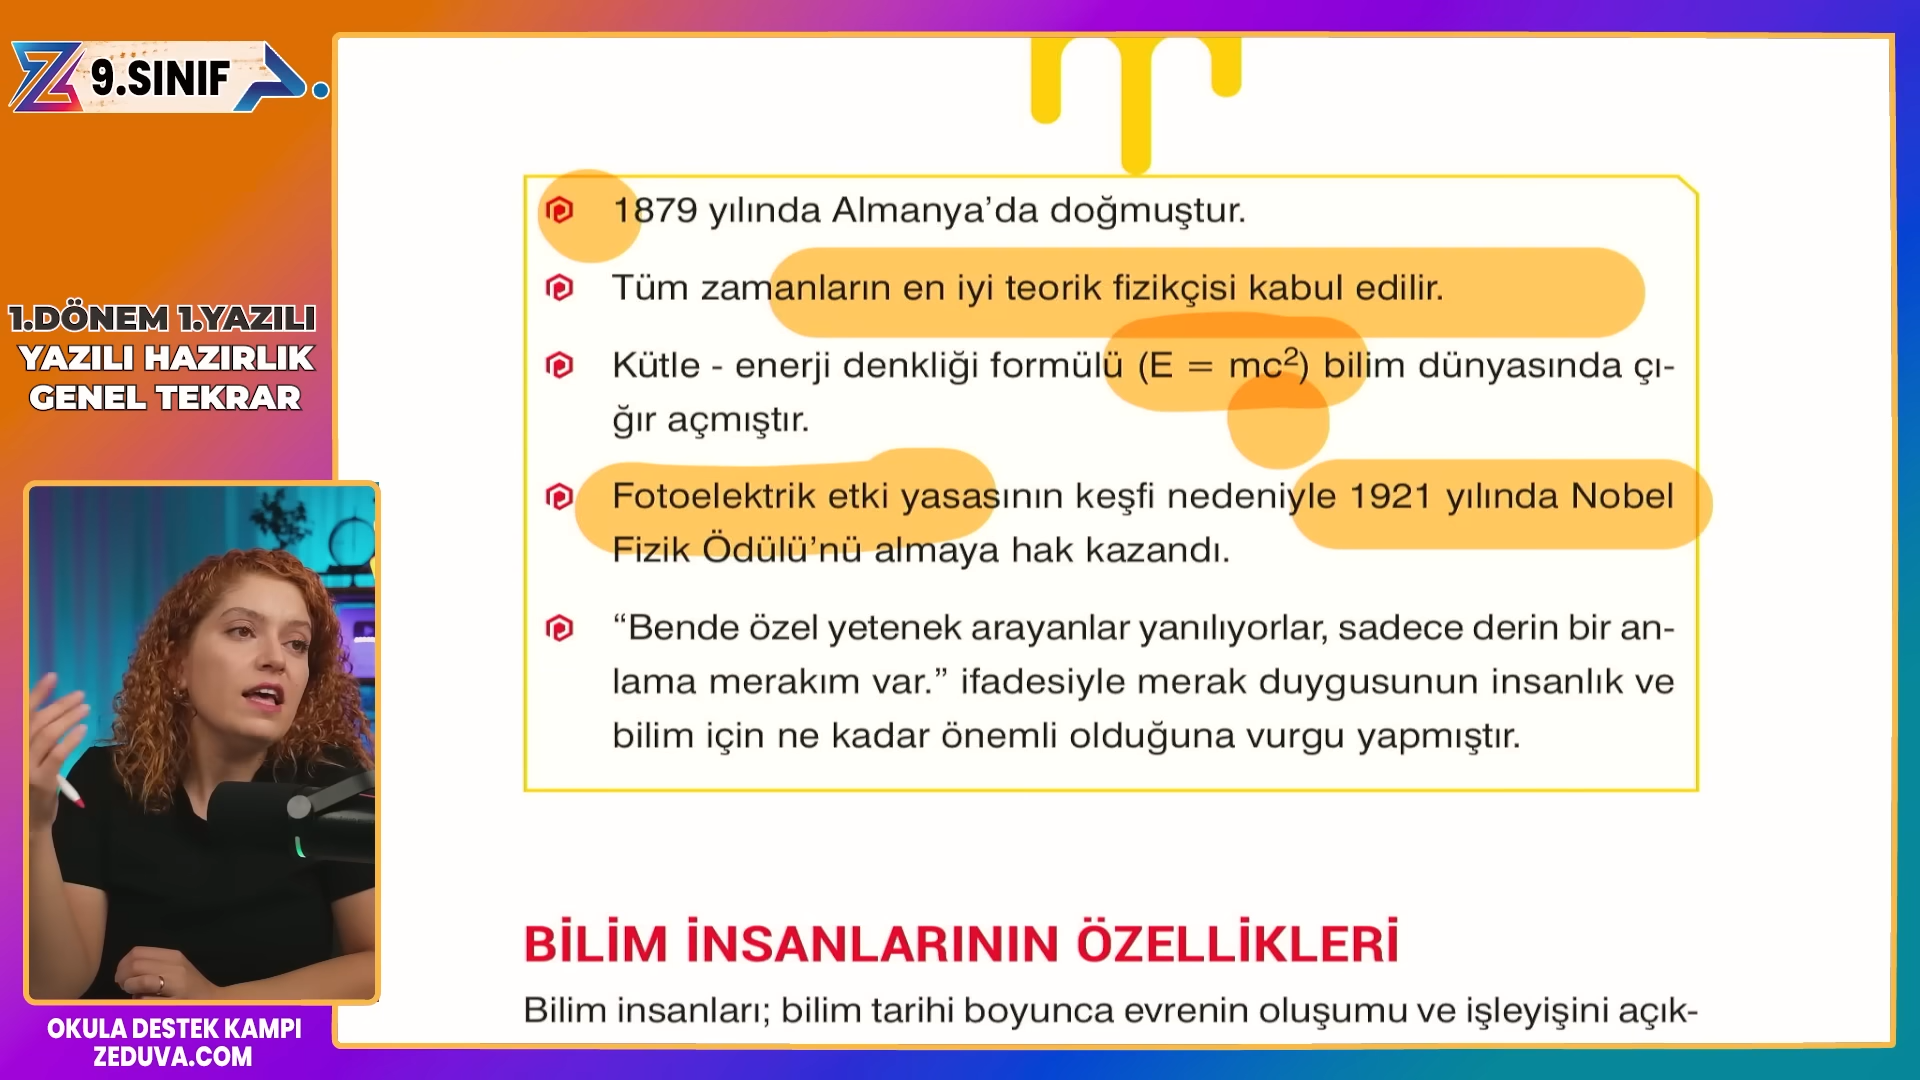 9.SINIF
1.DÖNEM 1.YAZILI
YAZILI HAZIRLIK
GENEL TEKRAR
1879 yılında Almanya’da doğmuştur.
Tüm zamanların en iyi teorik fizikçisi kabul edilir.
Kütle - enerji denkliği formülü (E = mc²) bilim dünyasında çı-
ğır açmıştır.
Fotoelektrik etki yasasının keşfi nedeniyle 1921 yılında Nobel
Fizik Ödülü’nü almaya hak kazandı.
“Bende özel yetenek arayanlar yanılıyorlar, sadece derin bir an-
lama merakım var.” ifadesiyle merak duygusunun insanlık ve
bilim için ne kadar önemli olduğuna vurgu yapmıştır.
BİLİM İNSANLARININ ÖZELLİKLERİ
Bilim insanları; bilim tarihi boyunca evrenin oluşumu ve işleyişini açık-
OKULA DESTEK KAMPI
ZEDUVA.COM